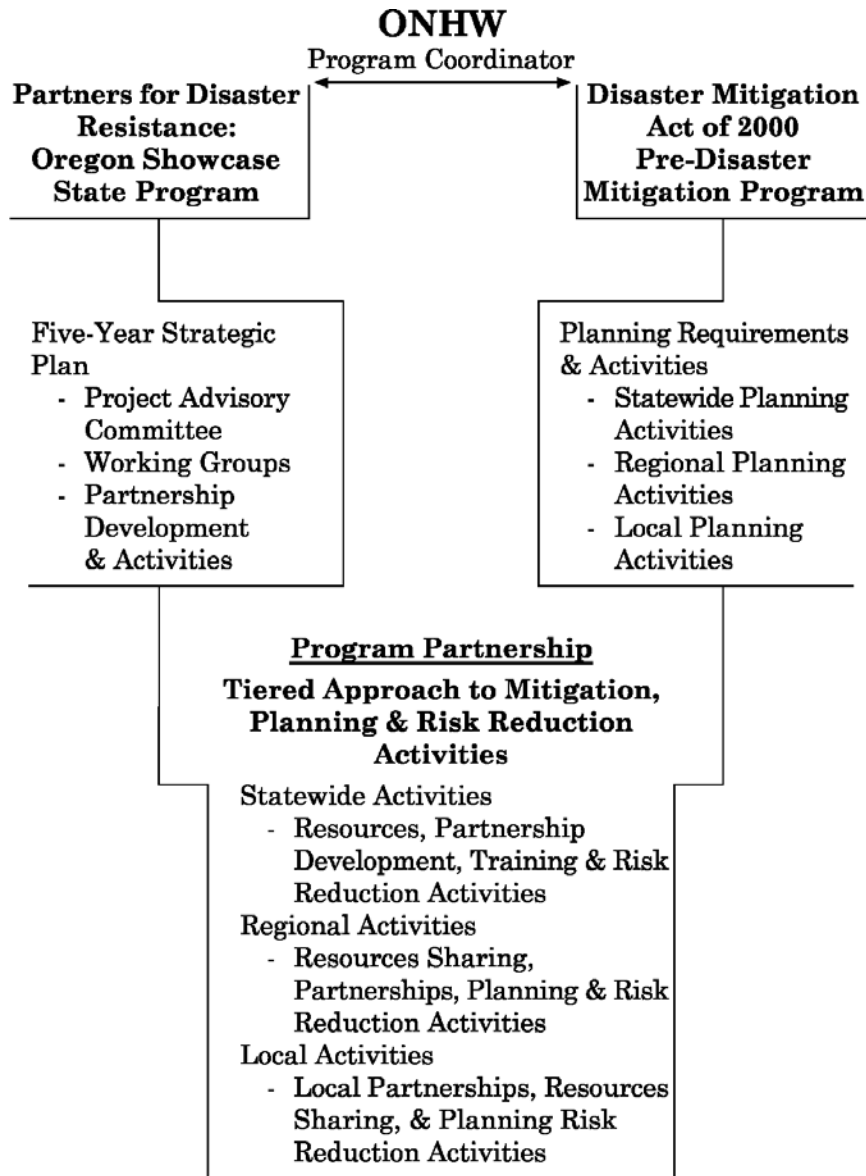 ONHW
Program Coordinator
Partners for Disaster
Resistance:
Oregon Showcase
State Program
Disaster Mitigation
Act of 2000
Pre-Disaster
Mitigation Program
Five-Year Strategic
Plan
- Project Advisory
Committee
- Working Groups
- Partnership
Development
& Activities
Planning Requirements
& Activities
- Statewide Planning
Activities
- Regional Planning
Activities
- Local Planning
Activities
Program Partnership
Tiered Approach to Mitigation,
Planning & Risk Reduction
Activities
Statewide Activities
- Resources, Partnership
Development, Training & Risk
Reduction Activities
Regional Activities
- Resources Sharing,
Partnerships, Planning & Risk
Reduction Activities
Local Activities
- Local Partnerships, Resources
Sharing, & Planning Risk
Reduction Activities